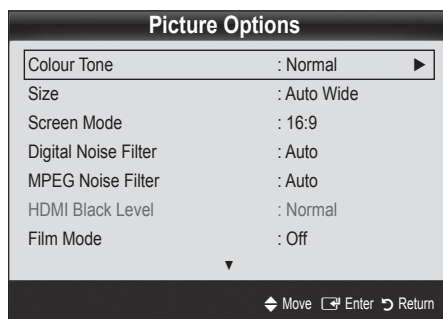 Picture Options
Colour Tone : Normal ▶
Size : Auto Wide
Screen Mode : 16:9
Digital Noise Filter : Auto
MPEG Noise Filter : Auto
HDMI Black Level : Normal
Film Mode : Off
▼
Move Enter Return